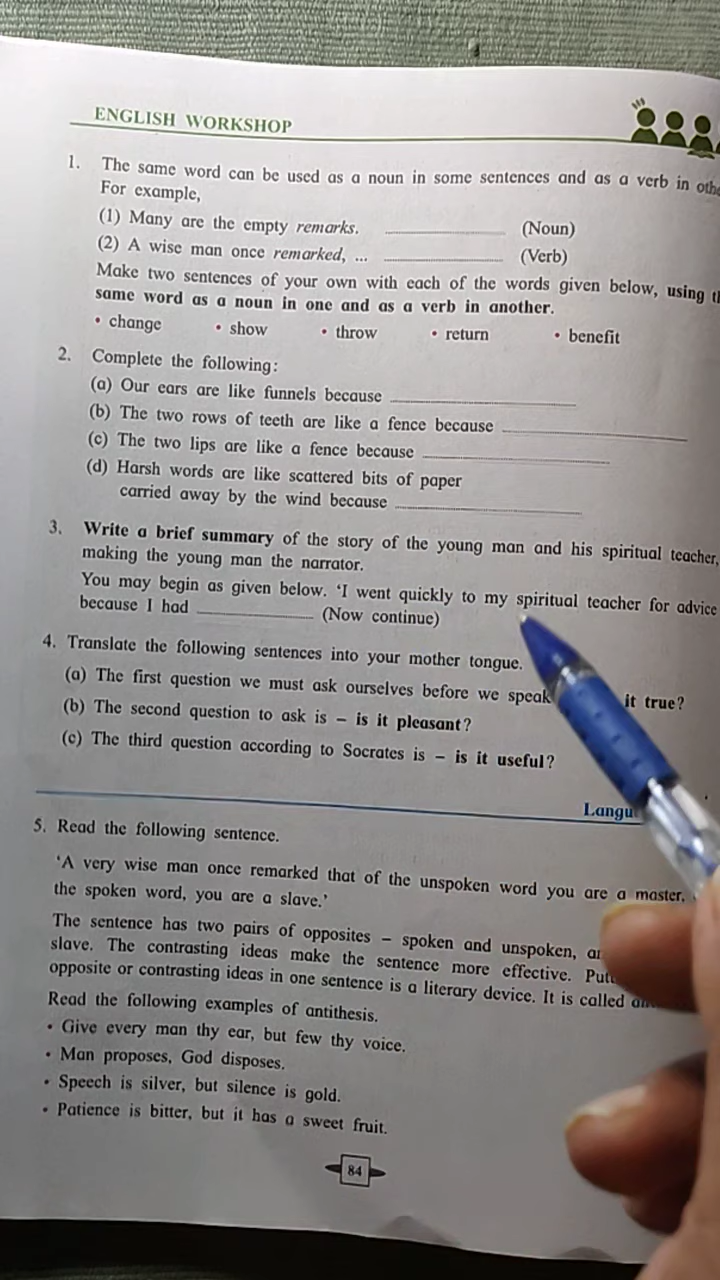 ENGLISH WORKSHOP
1. The same word can be used as a noun in some sentences and as a verb in
For example,
(1) Many are the empty remarks. (Noun)
(2) A wise man once remarked, ... (Verb)
Make two sentences of your own with each of the words given below, using
same word as a noun in one and as a verb in another.
• change • show • throw • return • benefit
2. Complete the following:
(a) Our ears are like funnels because
(b) The two rows of teeth are like a fence because
(c) The two lips are like a fence because
(d) Harsh words are like scattered bits of paper
carried away by the wind because
3. Write a brief summary of the story of the young man and his spiritual teacher,
making the young man the narrator.
You may begin as given below. 'I went quickly to my spiritual teacher for advice
because I had (Now continue)
4. Translate the following sentences into your mother tongue.
(a) The first question we must ask ourselves before we speak it true?
(b) The second question to ask is – is it pleasant?
(c) The third question according to Socrates is – is it useful?
5. Read the following sentence.
'A very wise man once remarked that of the unspoken word you are a master,
the spoken word, you are a slave.'
The sentence has two pairs of opposites – spoken and unspoken,
slave. The contrasting ideas make the sentence more effective.
opposite or contrasting ideas in one sentence is a literary device. It is called
Read the following examples of antithesis.
• Give every man thy ear, but few thy voice.
• Man proposes, God disposes.
• Speech is silver, but silence is gold.
• Patience is bitter, but it has a sweet fruit.
84